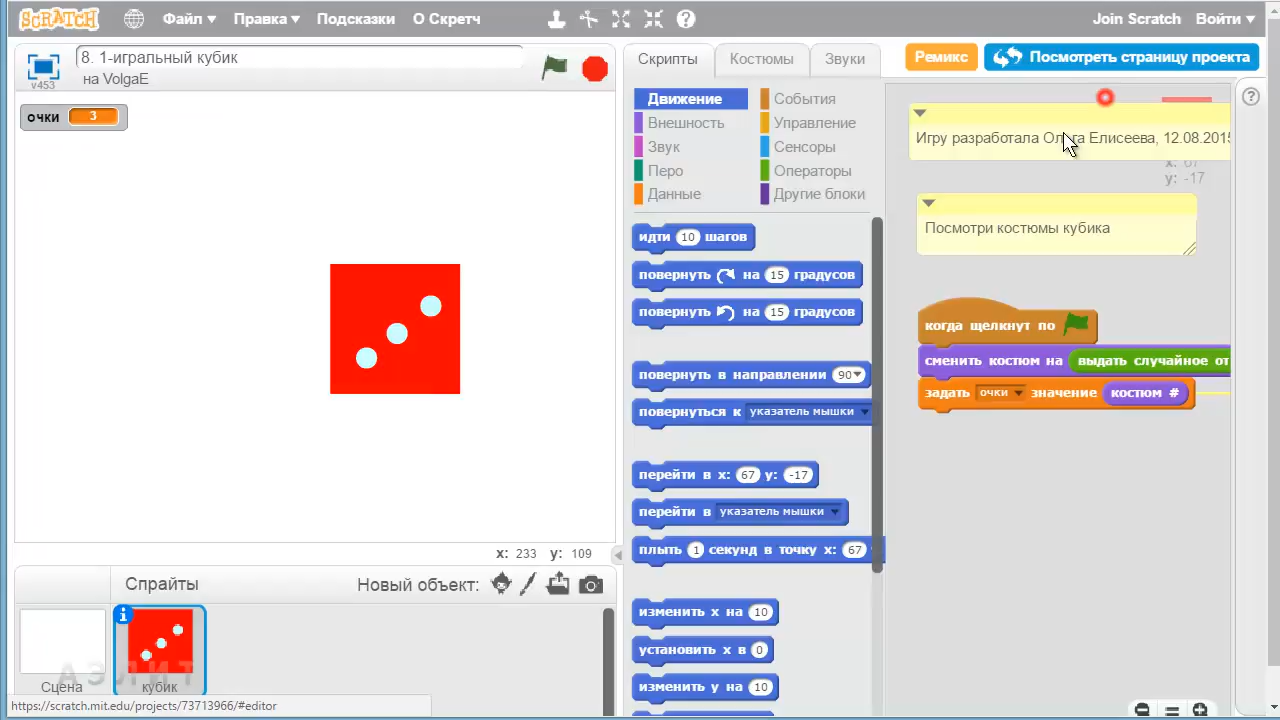 SCRATCH Файл Правка Подсказки О Скретч Join Scratch Войти
v453
8. 1-игральный кубик
на VolgaE
очки 3
x: 233 y: 109
Спрайты Новый объект:
Сцена
кубик
АЭЛИТ
https://scratch.mit.edu/projects/73713966/#editor
Скрипты Костюмы Звуки
Ремикс Посмотреть страницу проекта
Движение События
Внешность Управление
Звук Сенсоры
Перо Операторы
Данные Другие блоки
идти 10 шагов
повернуть на 15 градусов
повернуть на 15 градусов
повернуть в направлении 90
повернуться к указатель мышки
перейти в x: 67 y: -17
перейти в указатель мышки
плыть 1 секунд в точку x: 67
изменить x на 10
установить x в 0
изменить y на 10
Игру разработала Ольга Елисеева, 12.08.2015
x: 67
y: -17
Посмотри костюмы кубика
когда щелкнут по
сменить костюм на выдать случайное от
задать очки значение костюм #